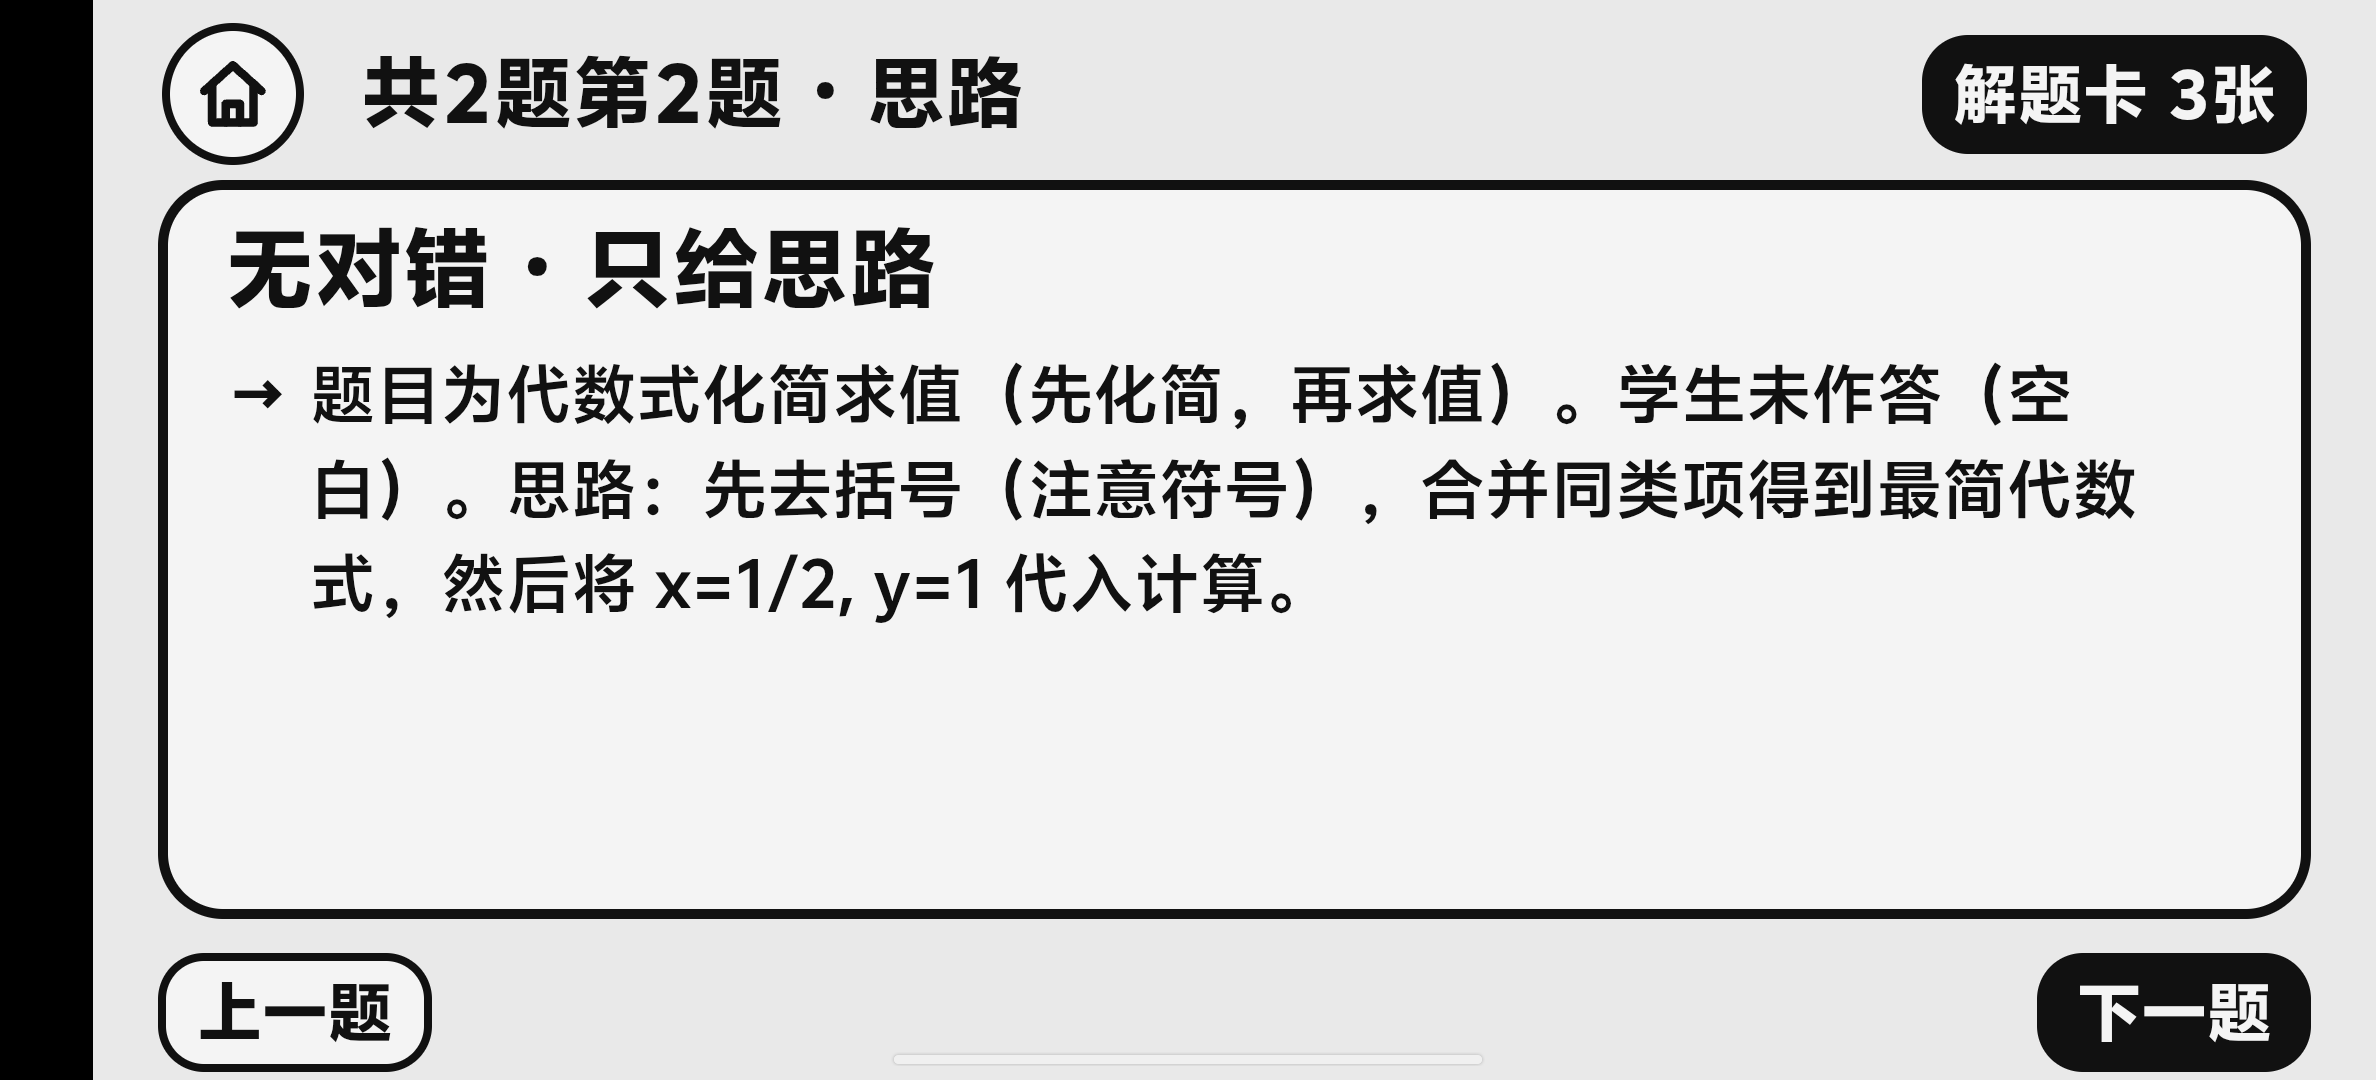 共2题第2题 · 思路
解题卡 3张
无对错 · 只给思路
→ 题目为代数式化简求值（先化简，再求值）。学生未作答（空
白）。思路：先去括号（注意符号），合并同类项得到最简代数
式，然后将 x=1/2, y=1 代入计算。
上一题
下一题